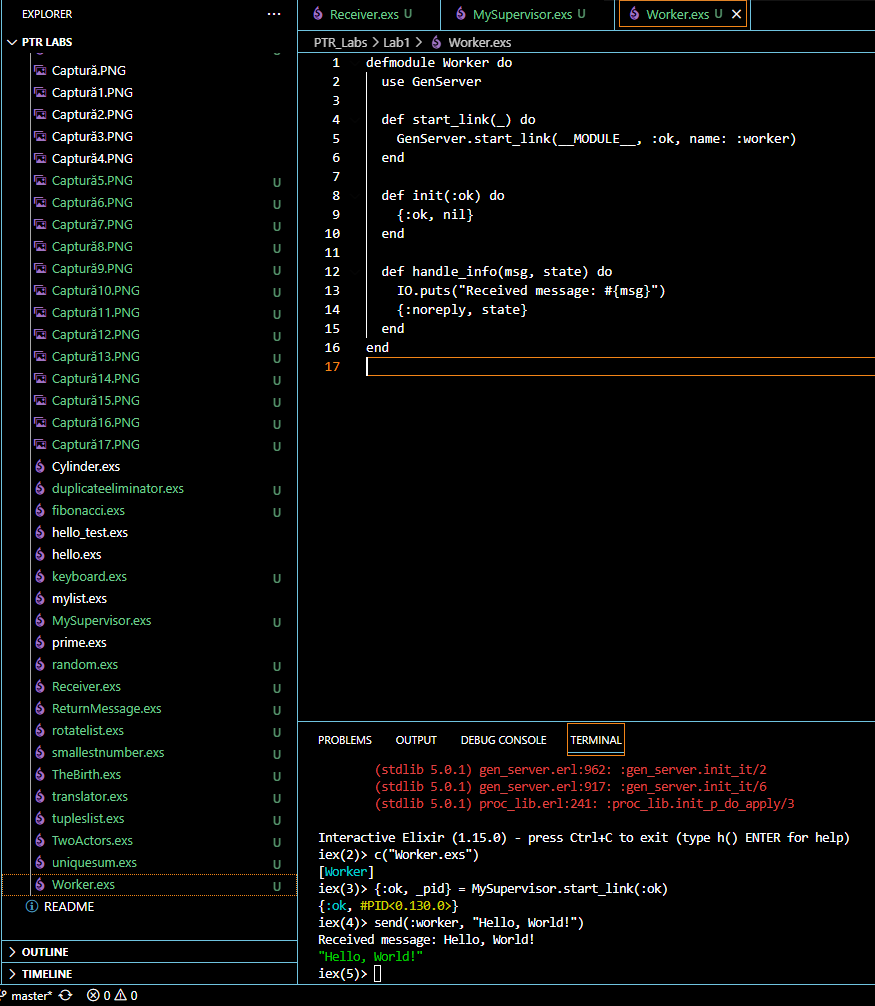 EXPLORER ...
PTR LABS
Captură.PNG
Captură1.PNG
Captură2.PNG
Captură3.PNG
Captură4.PNG
Captură5.PNG U
Captură6.PNG U
Captură7.PNG U
Captură8.PNG U
Captură9.PNG U
Captură10.PNG U
Captură11.PNG U
Captură12.PNG U
Captură13.PNG U
Captură14.PNG U
Captură15.PNG U
Captură16.PNG U
Captură17.PNG U
Cylinder.exs
duplicateeliminator.exs U
fibonacci.exs U
hello_test.exs
hello.exs
keyboard.exs U
mylist.exs
MySupervisor.exs U
prime.exs
random.exs U
Receiver.exs U
ReturnMessage.exs U
rotatelist.exs U
smallestnumber.exs U
TheBirth.exs U
translator.exs U
tupleslist.exs U
TwoActors.exs U
uniquesum.exs U
Worker.exs U
README
OUTLINE
TIMELINE
Receiver.exs U MySupervisor.exs U Worker.exs U
PTR_Labs > Lab1 > Worker.exs
1 defmodule Worker do
2 use GenServer
3
4 def start_link(_) do
5 GenServer.start_link(__MODULE__, :ok, name: :worker)
6 end
7
8 def init(:ok) do
9 {:ok, nil}
10 end
11
12 def handle_info(msg, state) do
13 IO.puts("Received message: #{msg}")
14 {:noreply, state}
15 end
16 end
17
PROBLEMS OUTPUT DEBUG CONSOLE TERMINAL
(stdlib 5.0.1) gen_server.erl:962: :gen_server.init_it/2
(stdlib 5.0.1) gen_server.erl:917: :gen_server.init_it/6
(stdlib 5.0.1) proc_lib.erl:241: :proc_lib.init_p_do_apply/3
Interactive Elixir (1.15.0) - press Ctrl+C to exit (type h() ENTER for help)
iex(2)> c("Worker.exs")
[Worker]
iex(3)> {:ok, _pid} = MySupervisor.start_link(:ok)
{:ok, #PID<0.130.0>}
iex(4)> send(:worker, "Hello, World!")
Received message: Hello, World!
"Hello, World!"
iex(5)>
master* 0 0